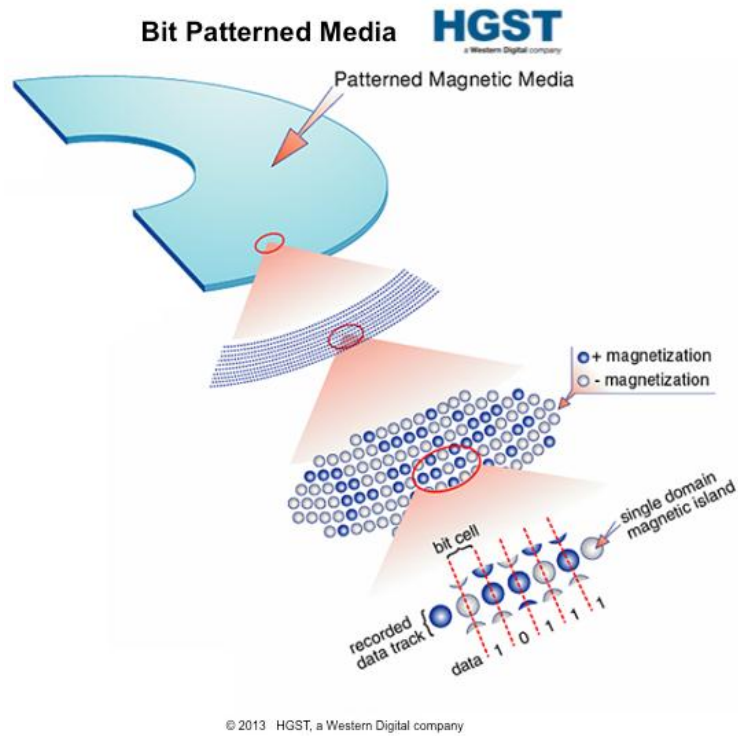 Bit Patterned Media
HGST
a Western Digital company
Patterned Magnetic Media
+ magnetization
- magnetization
single domain
magnetic island
bit cell
recorded
data track
data 1 0 1 1 1
© 2013 HGST, a Western Digital company